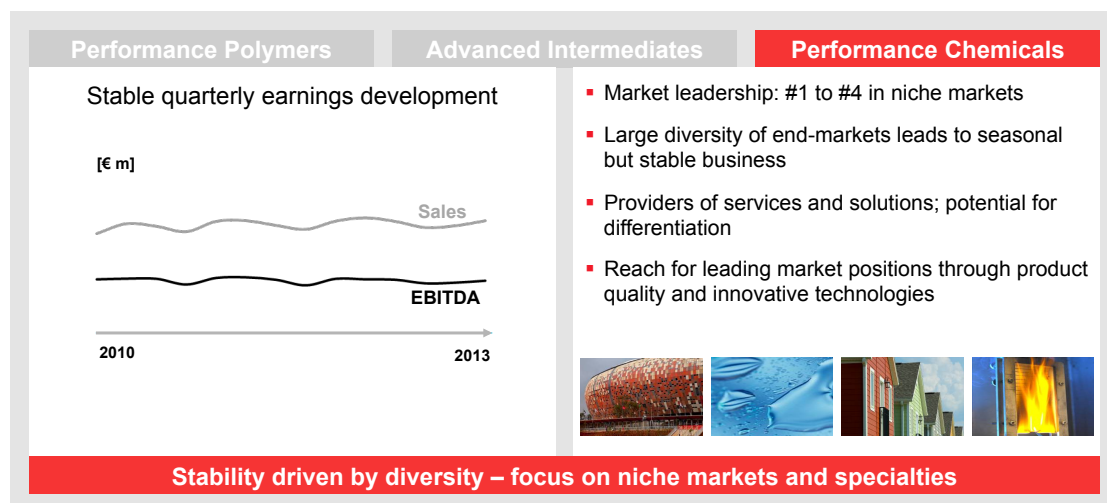 Performance Polymers
Advanced Intermediates
Performance Chemicals
Stable quarterly earnings development
[€ m]
Sales
EBITDA
2010
2013
▪ Market leadership: #1 to #4 in niche markets
▪ Large diversity of end-markets leads to seasonal
but stable business
▪ Providers of services and solutions; potential for
differentiation
▪ Reach for leading market positions through product
quality and innovative technologies
Stability driven by diversity – focus on niche markets and specialties